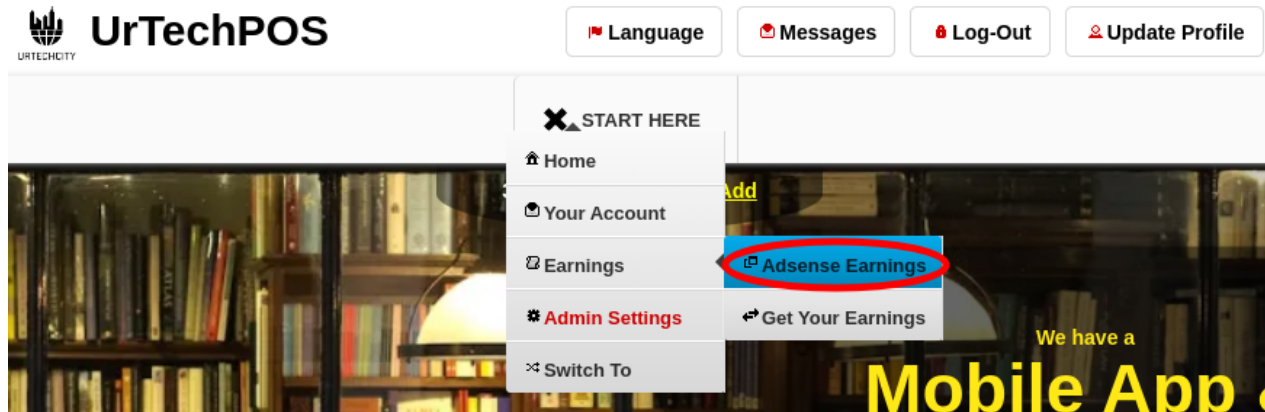 URTECHCITY
UrTechPOS
Language
Messages
Log-Out
Update Profile
START HERE
Home
Add
Your Account
Earnings
Adsense Earnings
Admin Settings
Get Your Earnings
Switch To
We have a
Mobile App
ATLAS